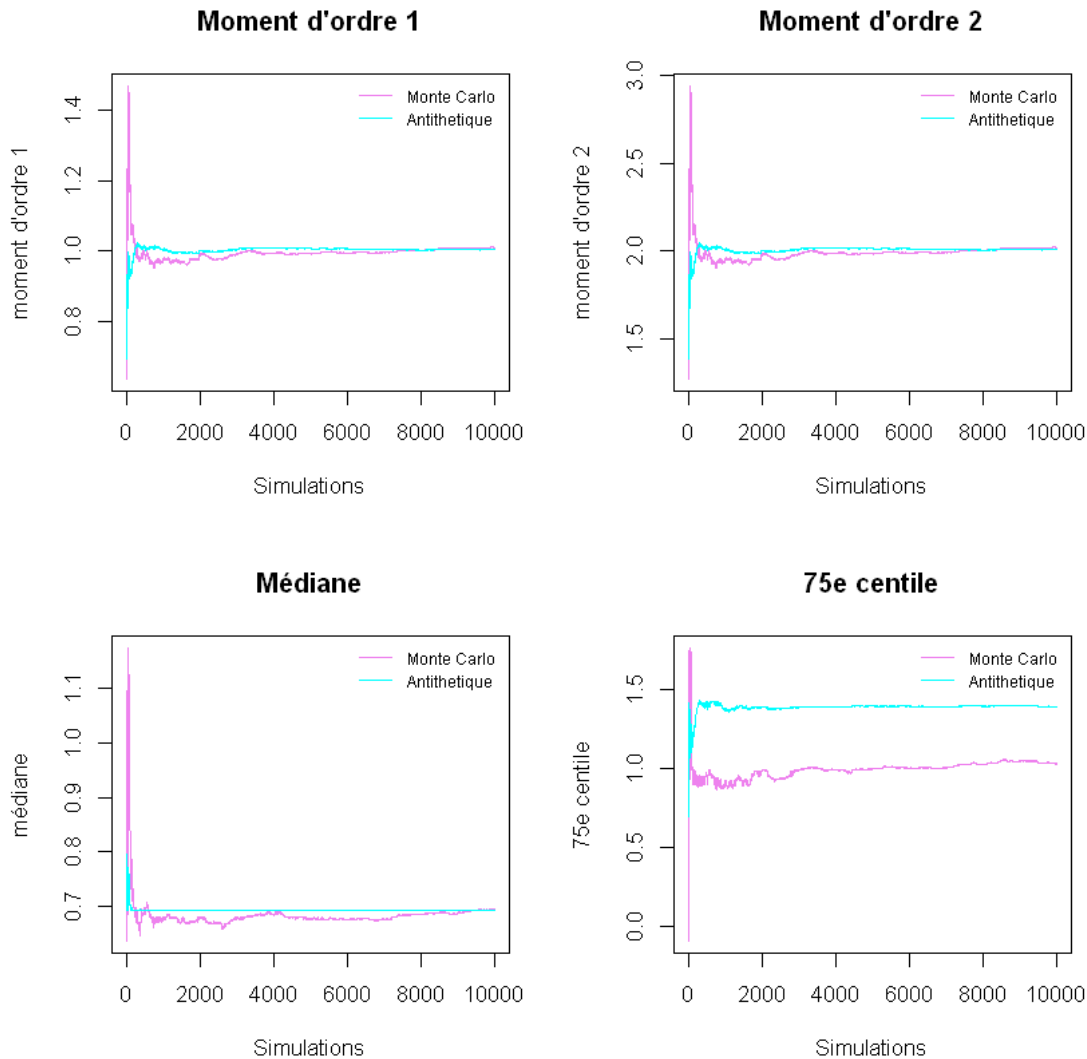 Moment d'ordre 1
moment d'ordre 1
1.4
1.2
1.0
0.8
Monte Carlo
Antithetique
0 2000 4000 6000 8000 10000
Simulations
Moment d'ordre 2
moment d'ordre 2
3.0
2.5
2.0
1.5
Monte Carlo
Antithetique
0 2000 4000 6000 8000 10000
Simulations
Médiane
médiane
1.1
1.0
0.9
0.8
0.7
Monte Carlo
Antithetique
0 2000 4000 6000 8000 10000
Simulations
75e centile
75e centile
1.5
1.0
0.5
0.0
Monte Carlo
Antithetique
0 2000 4000 6000 8000 10000
Simulations